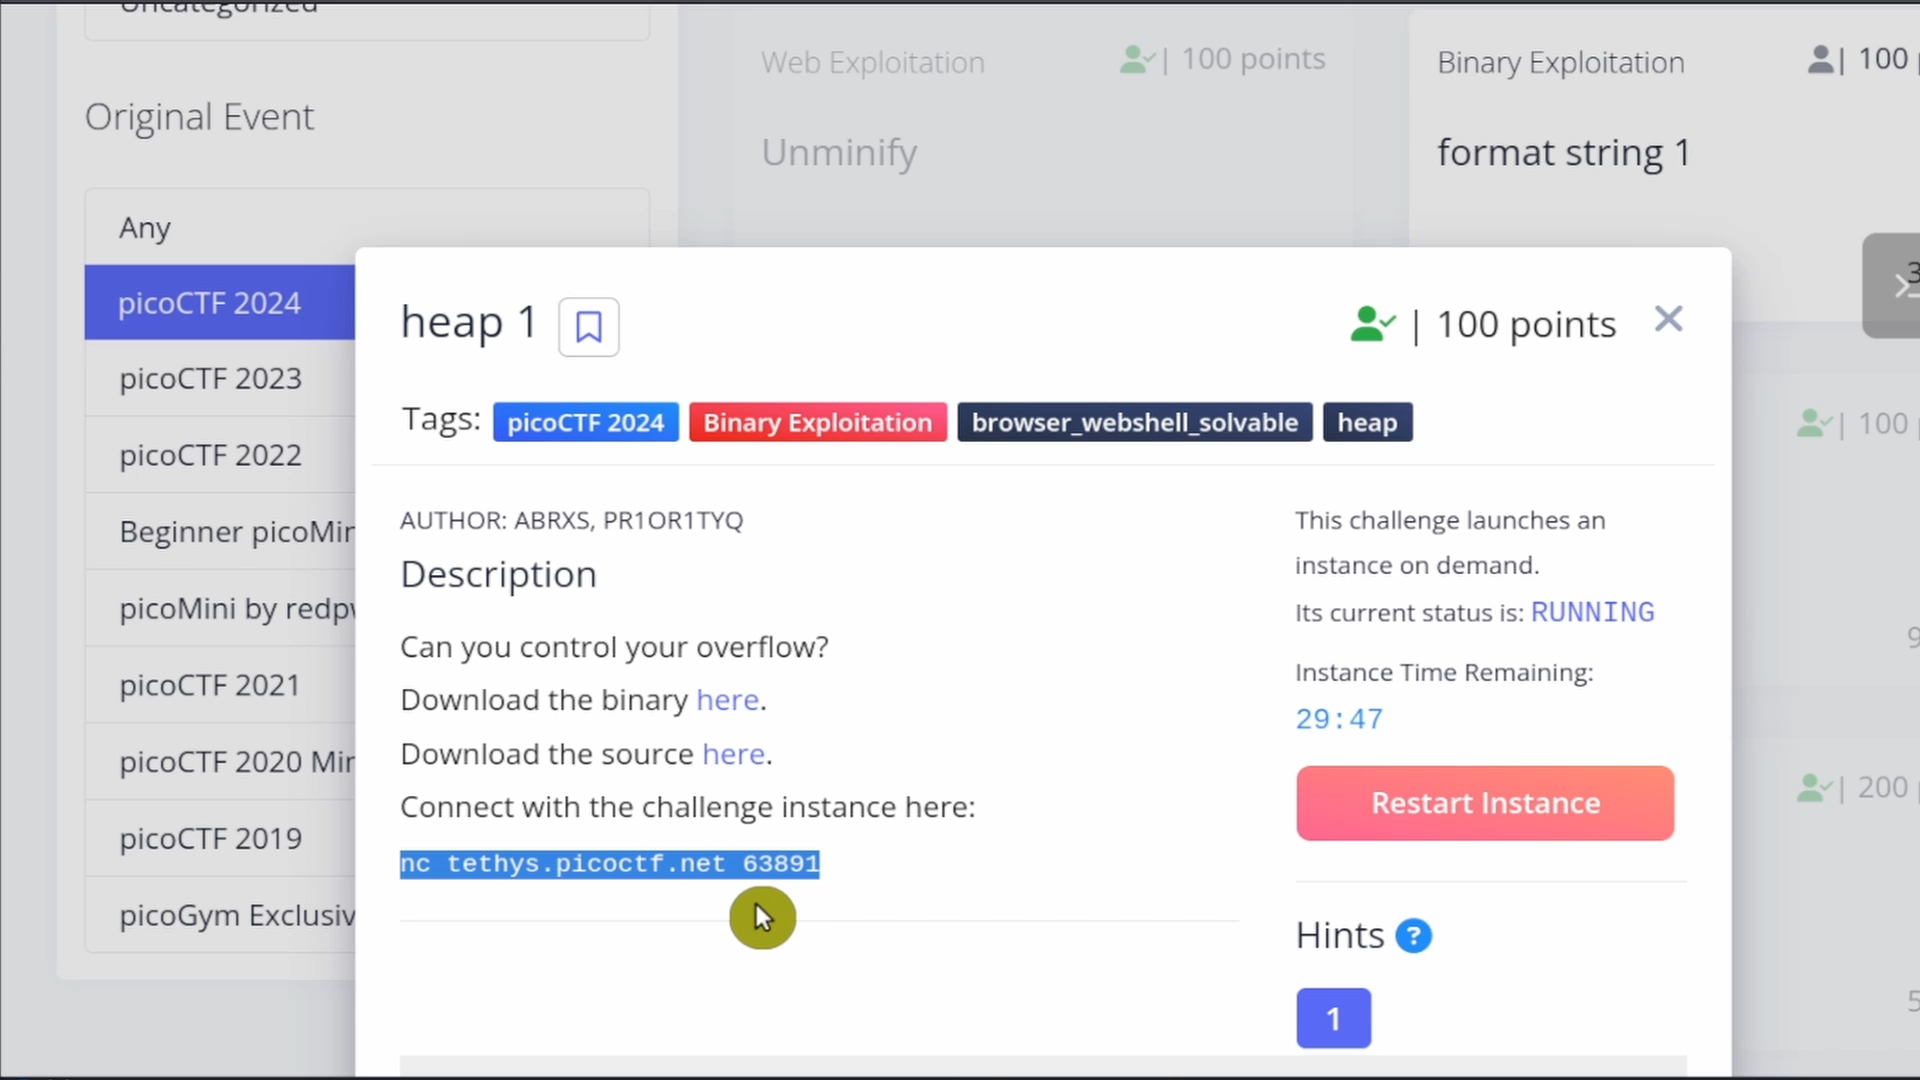 Uncategorized
Original Event
Any
picoCTF 2024
picoCTF 2023
picoCTF 2022
Beginner picoMin
picoMini by redpw
picoCTF 2021
picoCTF 2020 Min
picoCTF 2019
picoGym Exclusiv
Web Exploitation | 100 points
Unminify
Binary Exploitation | 100
format string 1
heap 1 | 100 points
Tags: picoCTF 2024 Binary Exploitation browser_webshell_solvable heap
AUTHOR: ABRXS, PR1OR1TYQ
Description
Can you control your overflow?
Download the binary here.
Download the source here.
Connect with the challenge instance here:
nc tethys.picoctf.net 63891
This challenge launches an
instance on demand.
Its current status is: RUNNING
Instance Time Remaining:
29:47
Restart Instance
Hints ?
1
| 100
| 200